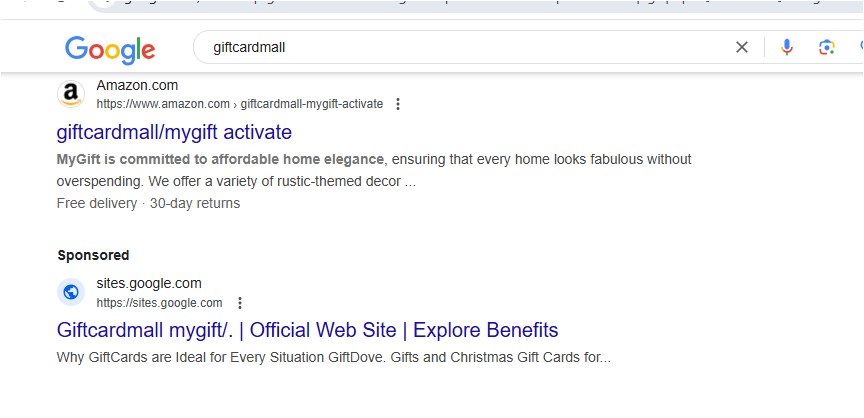 Google giftcardmall
Amazon.com
https://www.amazon.com › giftcardmall-mygift-activate
giftcardmall/mygift activate
MyGift is committed to affordable home elegance, ensuring that every home looks fabulous without
overspending. We offer a variety of rustic-themed decor ...
Free delivery · 30-day returns
Sponsored
sites.google.com
https://sites.google.com
Giftcardmall mygift/. | Official Web Site | Explore Benefits
Why GiftCards are Ideal for Every Situation GiftDove. Gifts and Christmas Gift Cards for...